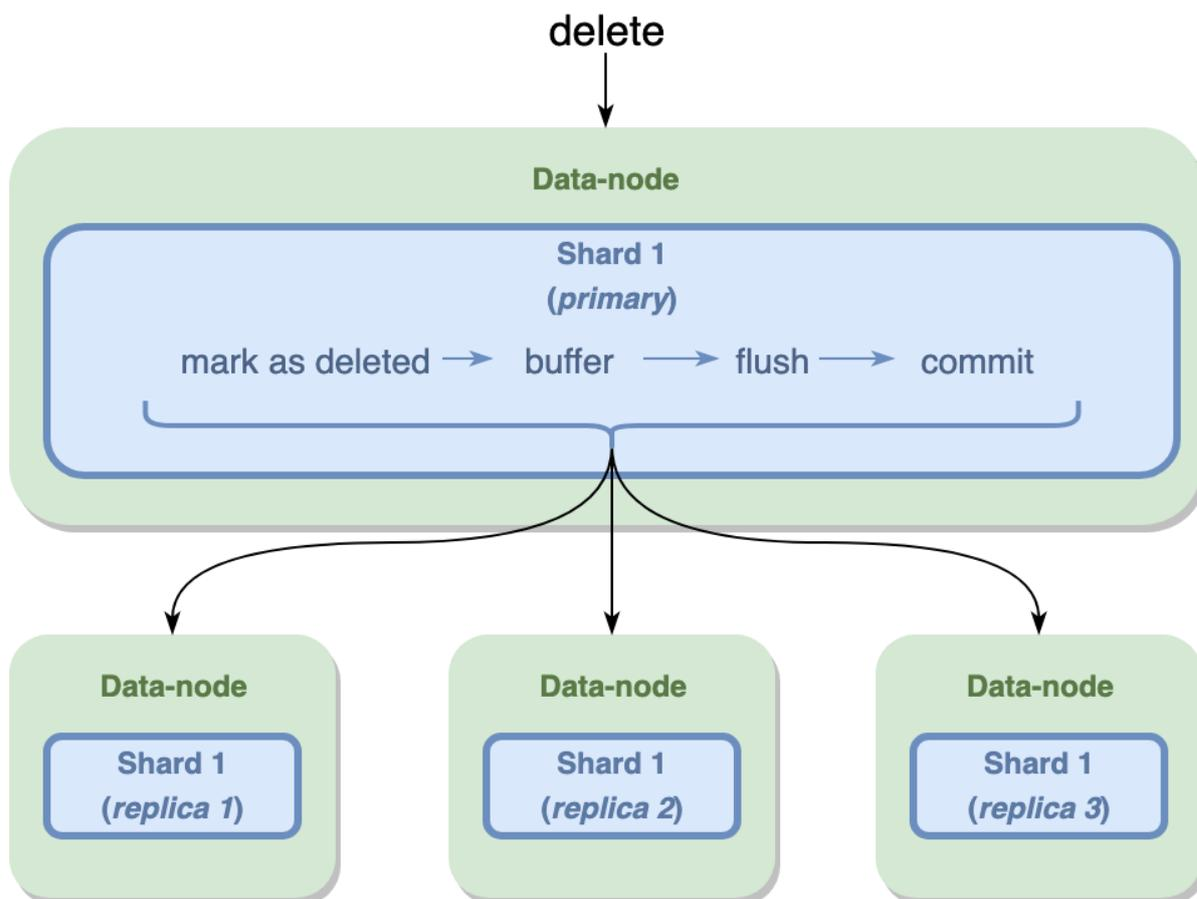 delete
Data-node
Shard 1
(primary)
mark as deleted buffer flush commit
Data-node Data-node Data-node
Shard 1 Shard 1 Shard 1
(replica 1) (replica 2) (replica 3)